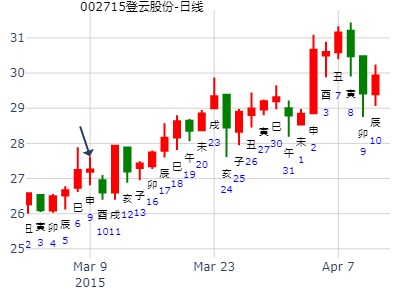 002715登云股份-日线
31
30
29
28
27
26
25
丑
2
寅
3
卯
4
辰
5
巳
6
申
9
酉
10
戌
11
亥
12
子
13
卯
16
辰
17
巳
18
午
19
未
20
戌
23
亥
24
子
25
丑
26
寅
27
巳
30
午
31
未
1
申
2
酉
3
丑
7
寅
8
卯
9
辰
10
Mar 9
2015
Mar 23
Apr 7